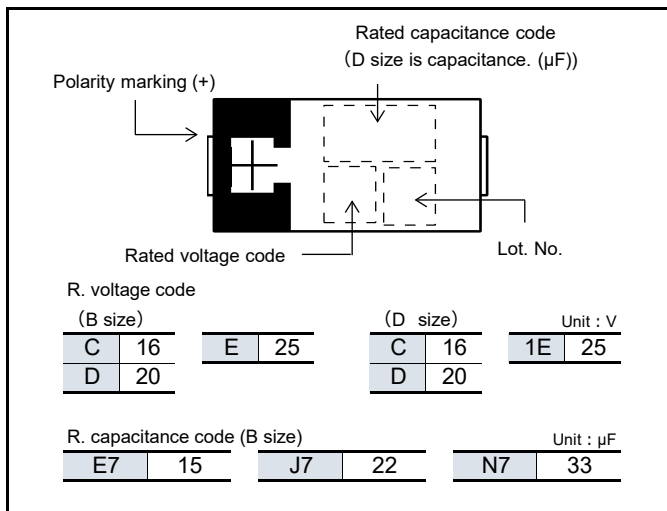 Rated capacitance code
(D size is capacitance. (µF))
Polarity marking (+)
Rated voltage code
Lot. No.
R. voltage code
(B size)
(D size)
Unit : V
C 16 E 25 C 16 1E 25
D 20 D 20
R. capacitance code (B size)
Unit : µF
E7 15 J7 22 N7 33